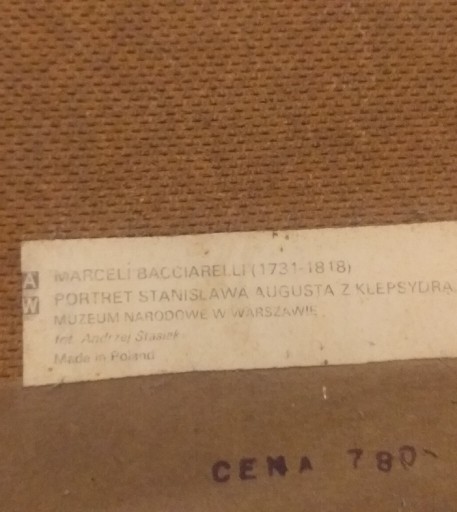 A
W
MARCELI BACCIARELLI (1731-1818)
PORTRET STANISŁAWA AUGUSTA Z KLEPSYDRĄ
MUZEUM NARODOWE W WARSZAWIE
fot. Andrzej Stasiak
Made in Poland
CENA 780-